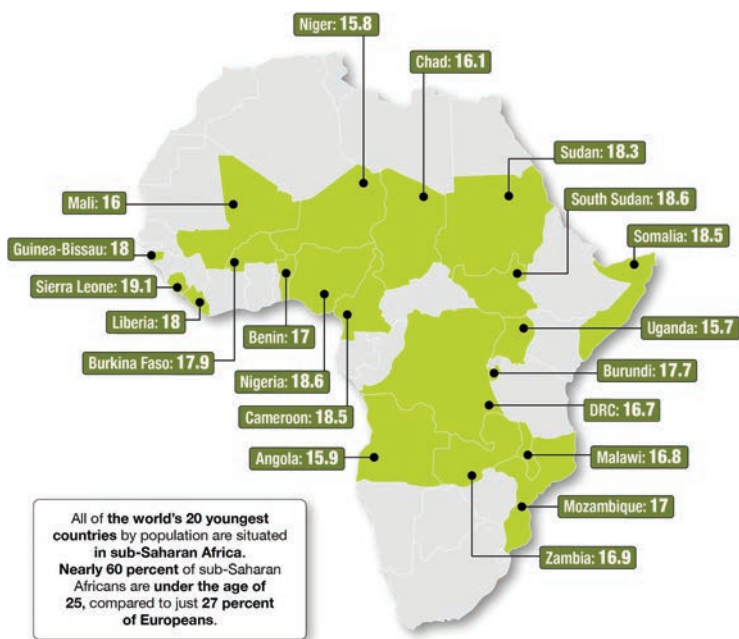 Niger: 15.8
Chad: 16.1
Sudan: 18.3
South Sudan: 18.6
Mali: 16
Somalia: 18.5
Guinea-Bissau: 18
Sierra Leone: 19.1
Liberia: 18
Benin: 17
Uganda: 15.7
Burkina Faso: 17.9
Burundi: 17.7
Nigeria: 18.6
DRC: 16.7
Cameroon: 18.5
Angola: 15.9
Malawi: 16.8
Mozambique: 17
Zambia: 16.9
All of the world's 20 youngest
countries by population are situated
in sub-Saharan Africa.
Nearly 60 percent of sub-Saharan
Africans are under the age of
25, compared to just 27 percent
of Europeans.